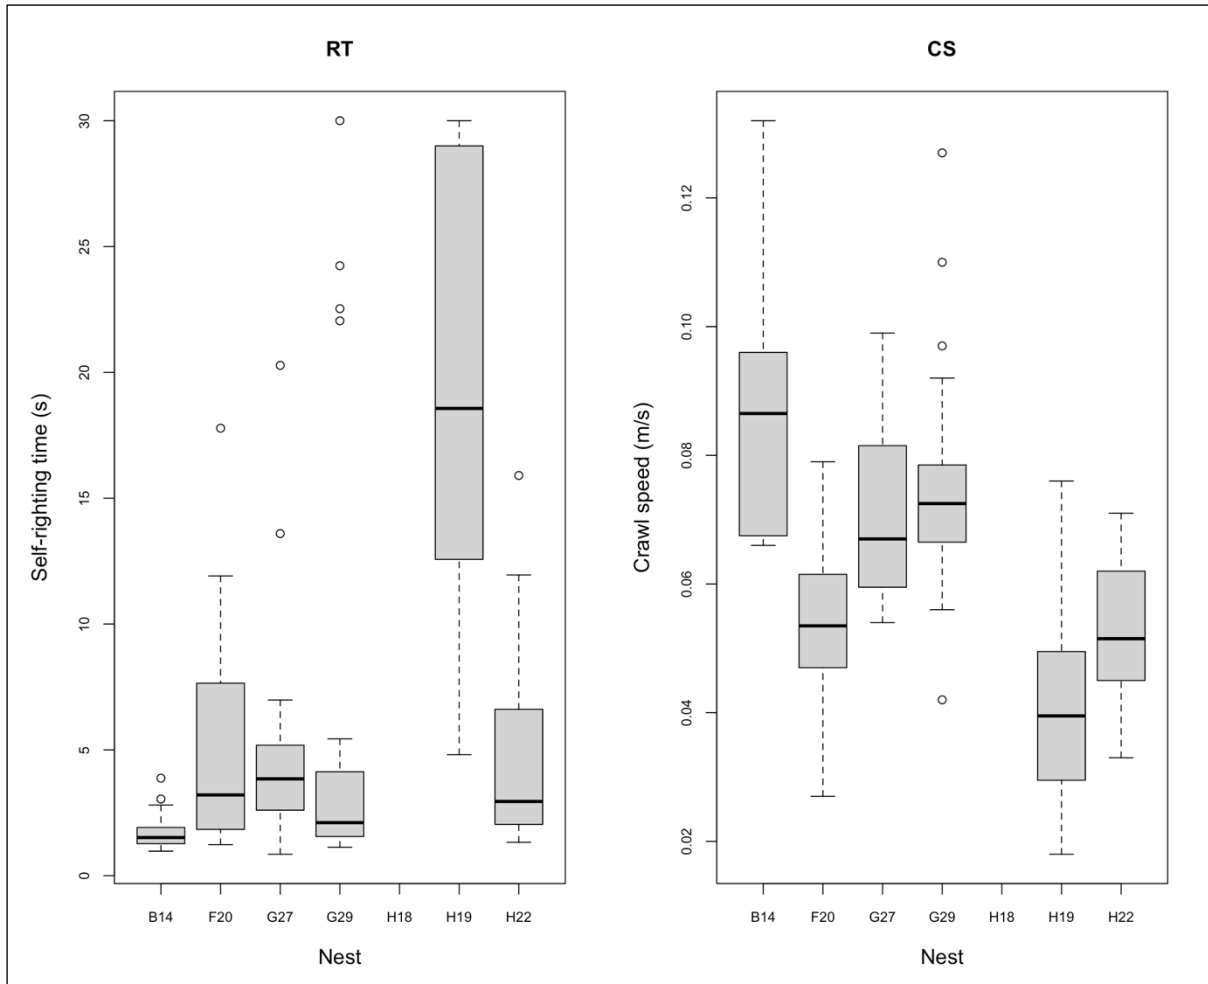 RT
Self-righting time (s)
30
25
20
15
10
5
0
B14 F20 G27 G29 H18 H19 H22
Nest
CS
Crawl speed (m/s)
0.12
0.10
0.08
0.06
0.04
0.02
B14 F20 G27 G29 H18 H19 H22
Nest